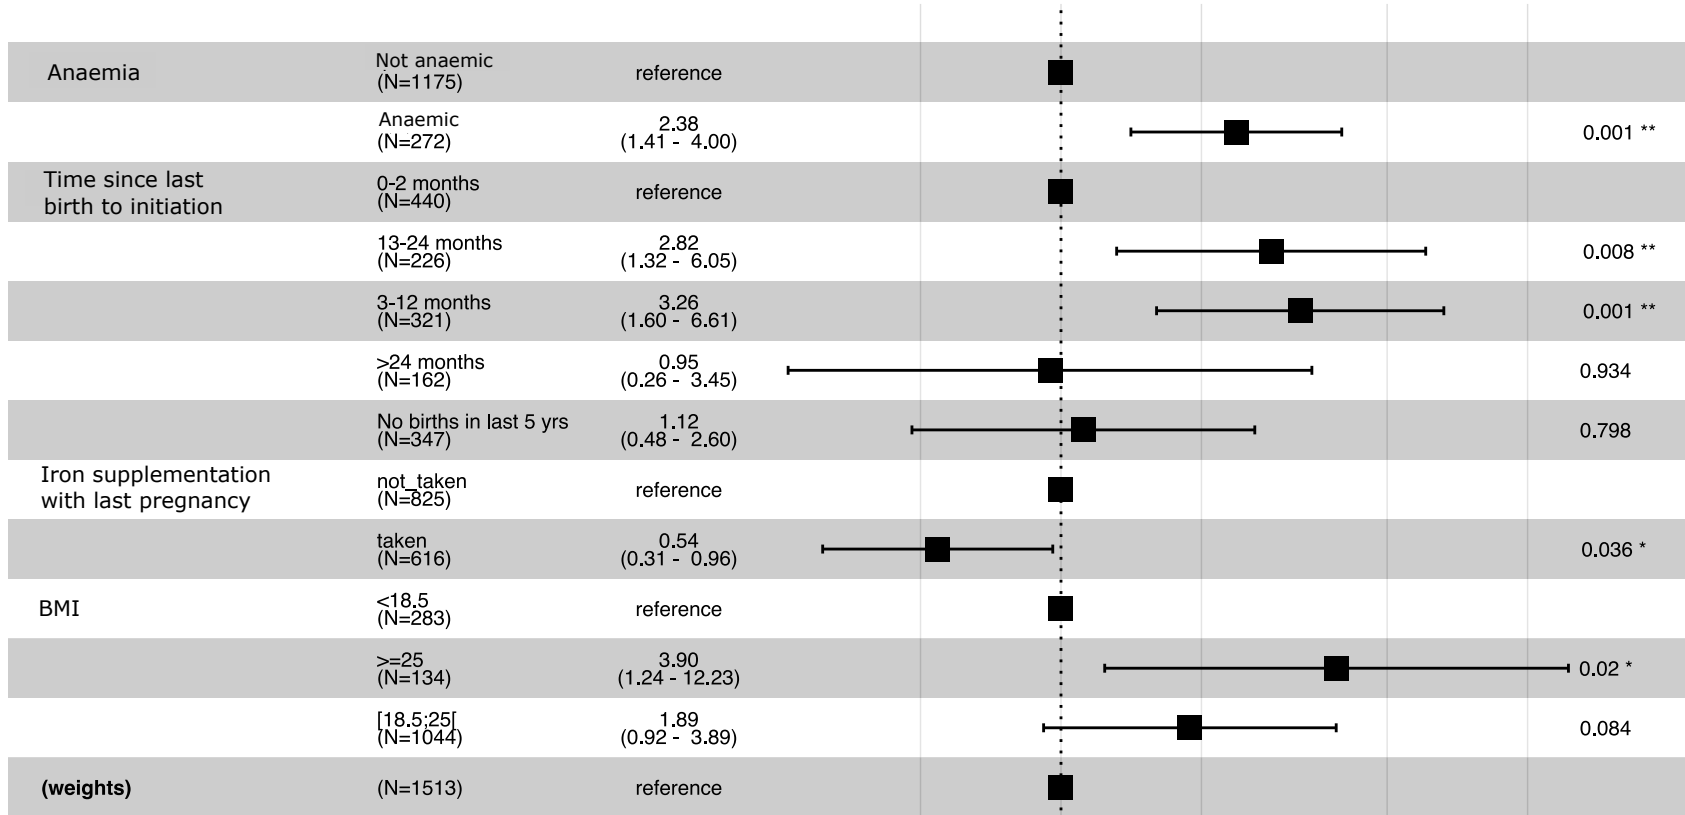 Anaemia
Not anaemic
(N=1175)
reference
Anaemic
(N=272)
2.38
(1.41 - 4.00)
0.001 **
Time since last
birth to initiation
0-2 months
(N=440)
reference
13-24 months
(N=226)
2.82
(1.32 - 6.05)
0.008 **
3-12 months
(N=321)
3.26
(1.60 - 6.61)
0.001 **
>24 months
(N=162)
0.95
(0.26 - 3.45)
0.934
No births in last 5 yrs
(N=347)
1.12
(0.48 - 2.60)
0.798
Iron supplementation
with last pregnancy
not_taken
(N=825)
reference
taken
(N=616)
0.54
(0.31 - 0.96)
0.036 *
BMI
<18.5
(N=283)
reference
>=25
(N=134)
3.90
(1.24 - 12.23)
0.02 *
[18.5;25[
(N=1044)
1.89
(0.92 - 3.89)
0.084
(weights)
(N=1513)
reference